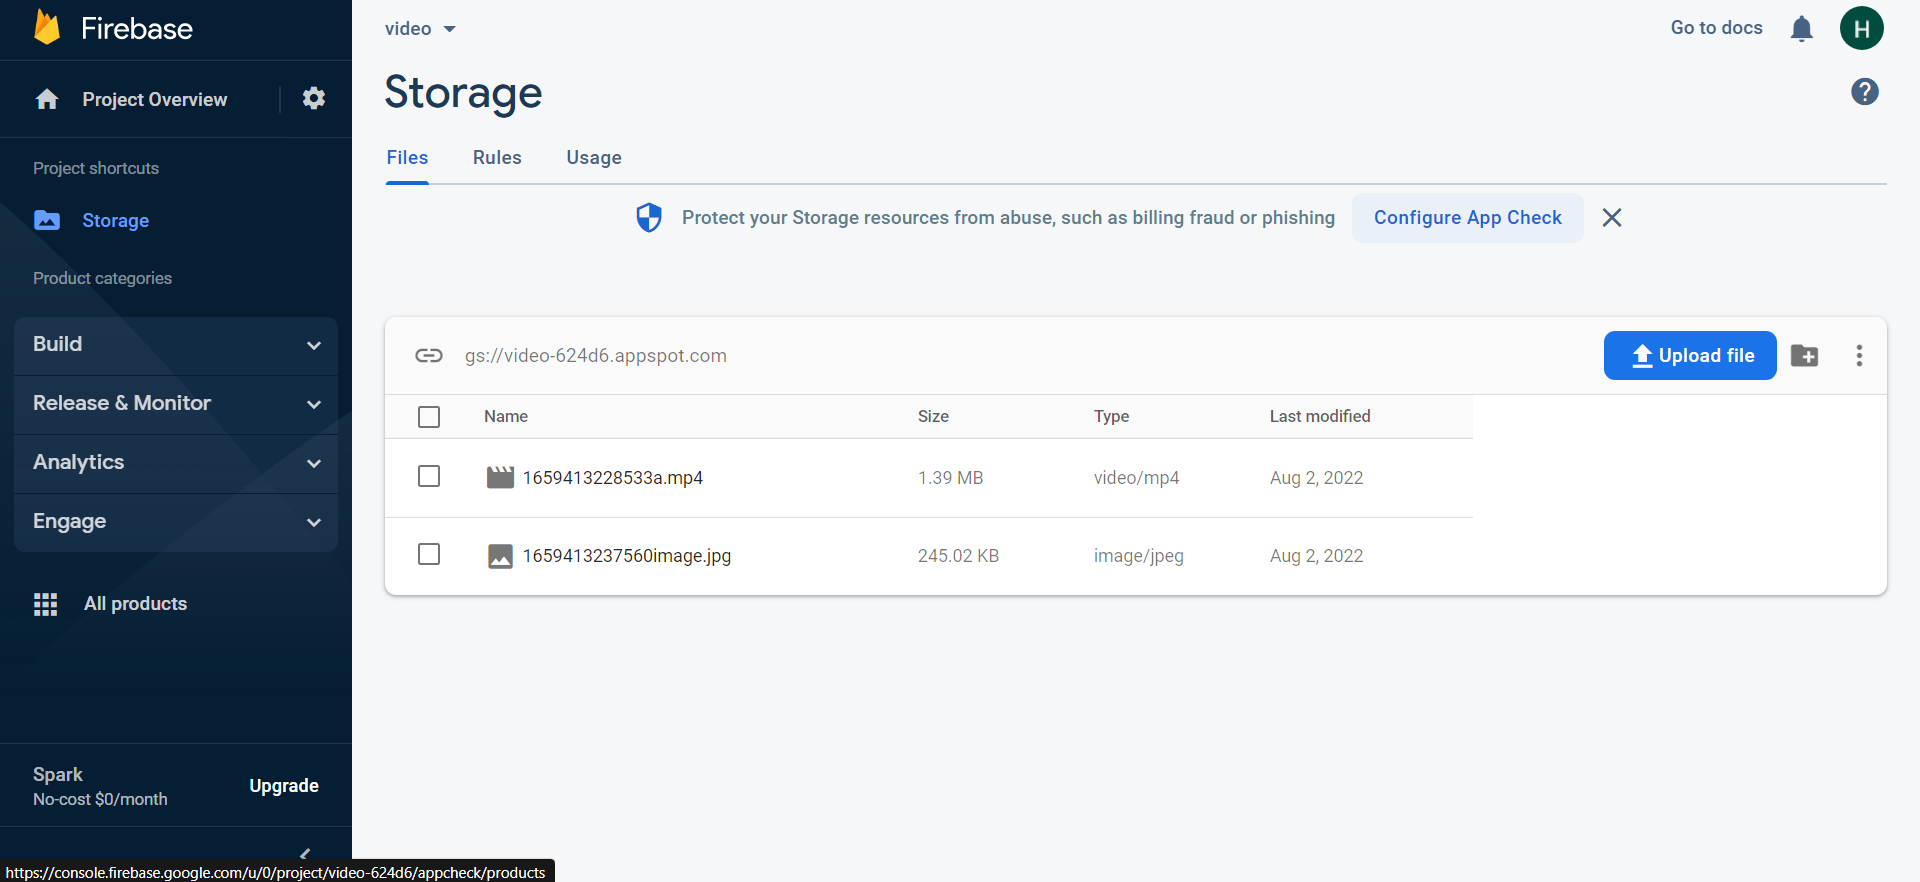 Firebase
Project Overview
Project shortcuts
Storage
Product categories
Build
Release & Monitor
Analytics
Engage
All products
Spark
No-cost $0/month
Upgrade
https://console.firebase.google.com/u/0/project/video-624d6/appcheck/products
video
Go to docs
H
Storage
Files Rules Usage
Protect your Storage resources from abuse, such as billing fraud or phishing Configure App Check
gs://video-624d6.appspot.com Upload file
Name Size Type Last modified
1659413228533a.mp4 1.39 MB video/mp4 Aug 2, 2022
1659413237560image.jpg 245.02 KB image/jpeg Aug 2, 2022